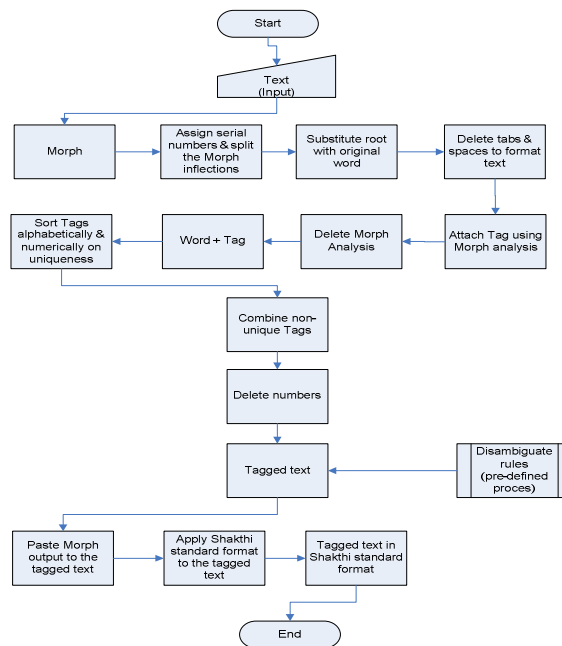 Start
Text
(Input)
Morph
Assign serial
numbers & split
the Morph
inflections
Substitute root
with original
word
Delete tabs &
spaces to format
text
Sort Tags
alphabetically &
numerically on
uniqueness
Word + Tag
Delete Morph
Analysis
Attach Tag using
Morph analysis
Combine non-
unique Tags
Delete numbers
Tagged text
Disambiguate
rules
(pre-defined
proces)
Paste Morph
output to the
tagged text
Apply Shakthi
standard format
to the tagged
text
Tagged text in
Shakthi standard
format
End